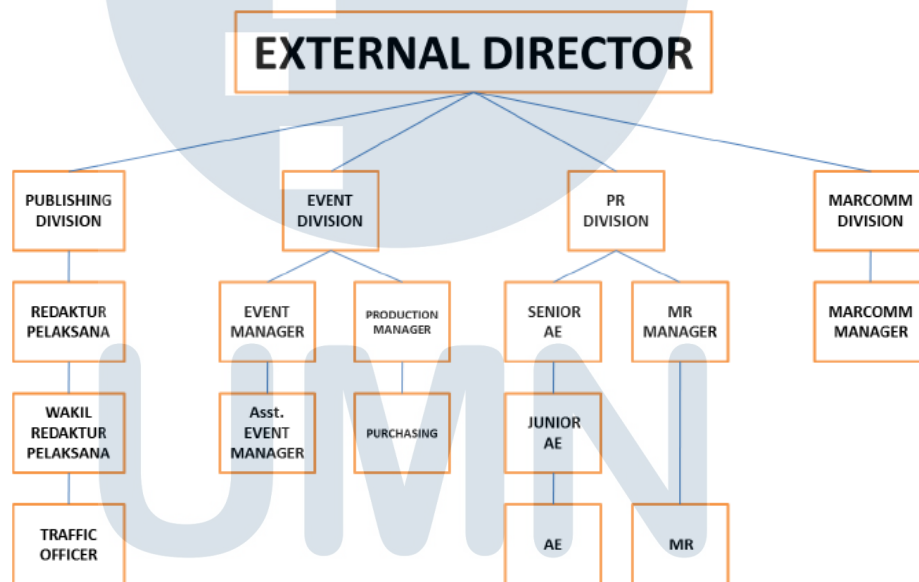 EXTERNAL DIRECTOR
PUBLISHING
DIVISION
EVENT
DIVISION
PR
DIVISION
MARCOMM
DIVISION
REDAKTUR
PELAKSANA
EVENT
MANAGER
PRODUCTION
MANAGER
SENIOR
AE
MR
MANAGER
MARCOMM
MANAGER
WAKIL
REDAKTUR
PELAKSANA
Asst.
EVENT
MANAGER
PURCHASING
JUNIOR
AE
TRAFFIC
OFFICER
AE
MR
UMN